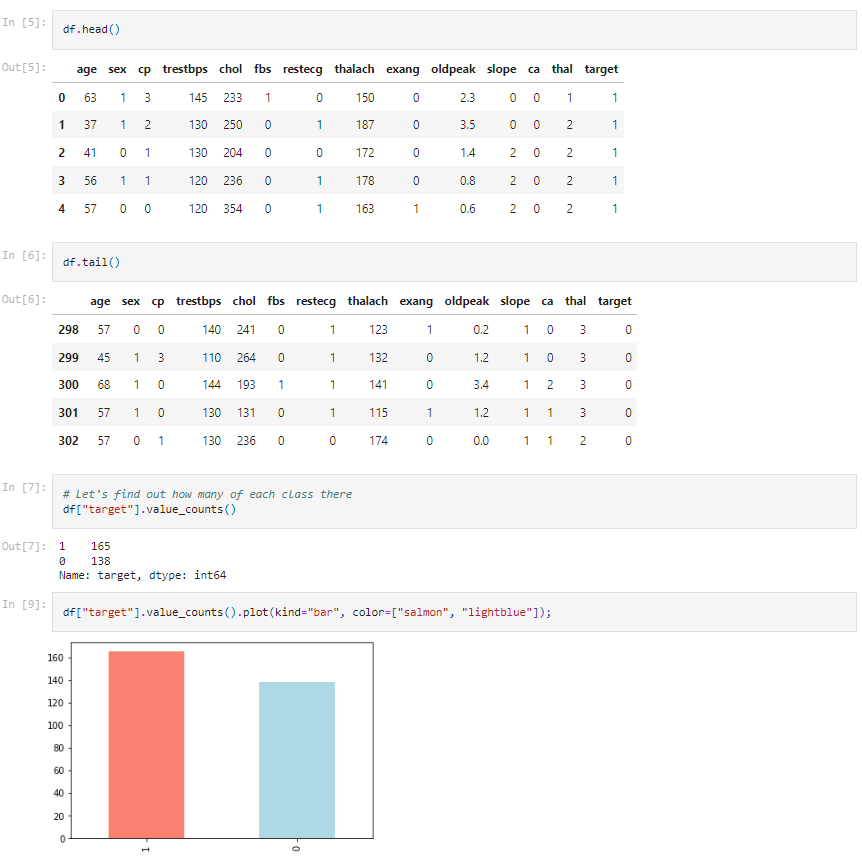 In [5]: df.head()
Out[5]: age sex cp trestbps chol fbs restecg thalach exang oldpeak slope ca thal target
0 63 1 3 145 233 1 0 150 0 2.3 0 0 1 1
1 37 1 2 130 250 0 1 187 0 3.5 0 0 2 1
2 41 0 1 130 204 0 0 172 0 1.4 2 0 2 1
3 56 1 1 120 236 0 1 178 0 0.8 2 0 2 1
4 57 0 0 120 354 0 1 163 1 0.6 2 0 2 1
In [6]: df.tail()
Out[6]: age sex cp trestbps chol fbs restecg thalach exang oldpeak slope ca thal target
298 57 0 0 140 241 0 1 123 1 0.2 1 0 3 0
299 45 1 3 110 264 0 1 132 0 1.2 1 0 3 0
300 68 1 0 144 193 1 1 141 0 3.4 1 2 3 0
301 57 1 0 130 131 0 1 115 1 1.2 1 1 3 0
302 57 0 1 130 236 0 0 174 0 0.0 1 1 2 0
In [7]: # Let's find out how many of each class there
df["target"].value_counts()
Out[7]: 1 165
0 138
Name: target, dtype: int64
In [9]: df["target"].value_counts().plot(kind="bar", color=["salmon", "lightblue"]);
160
140
120
100
80
60
40
20
0
1 0